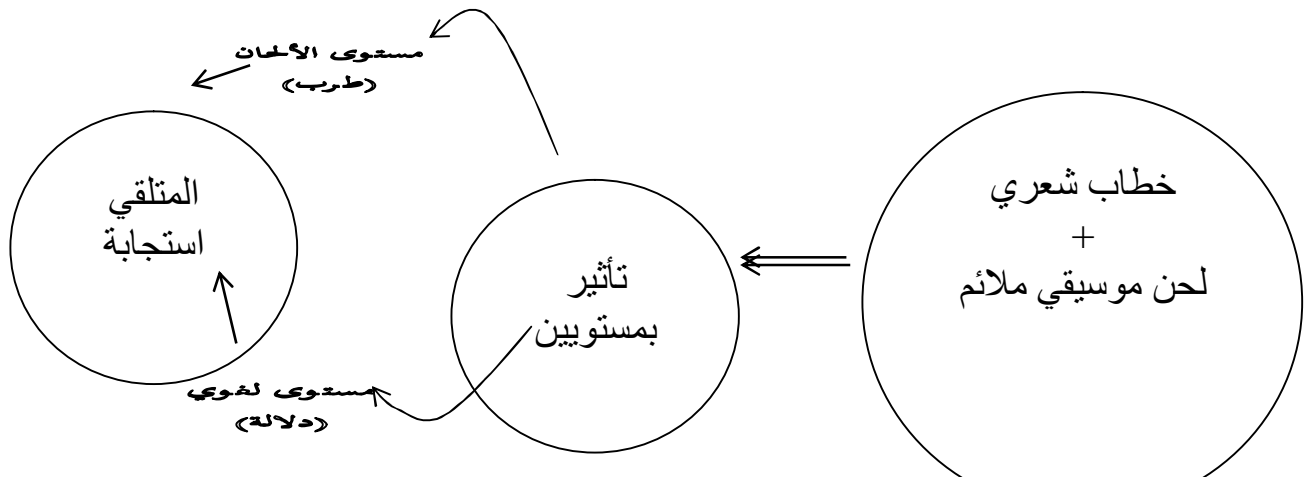 خطاب شعري
+
لحن موسيقي ملائم
تأثير
بمستويين
مستوى الألحان
(طرب)
مستوى لغوي
(دلالة)
المتلقي
استجابة